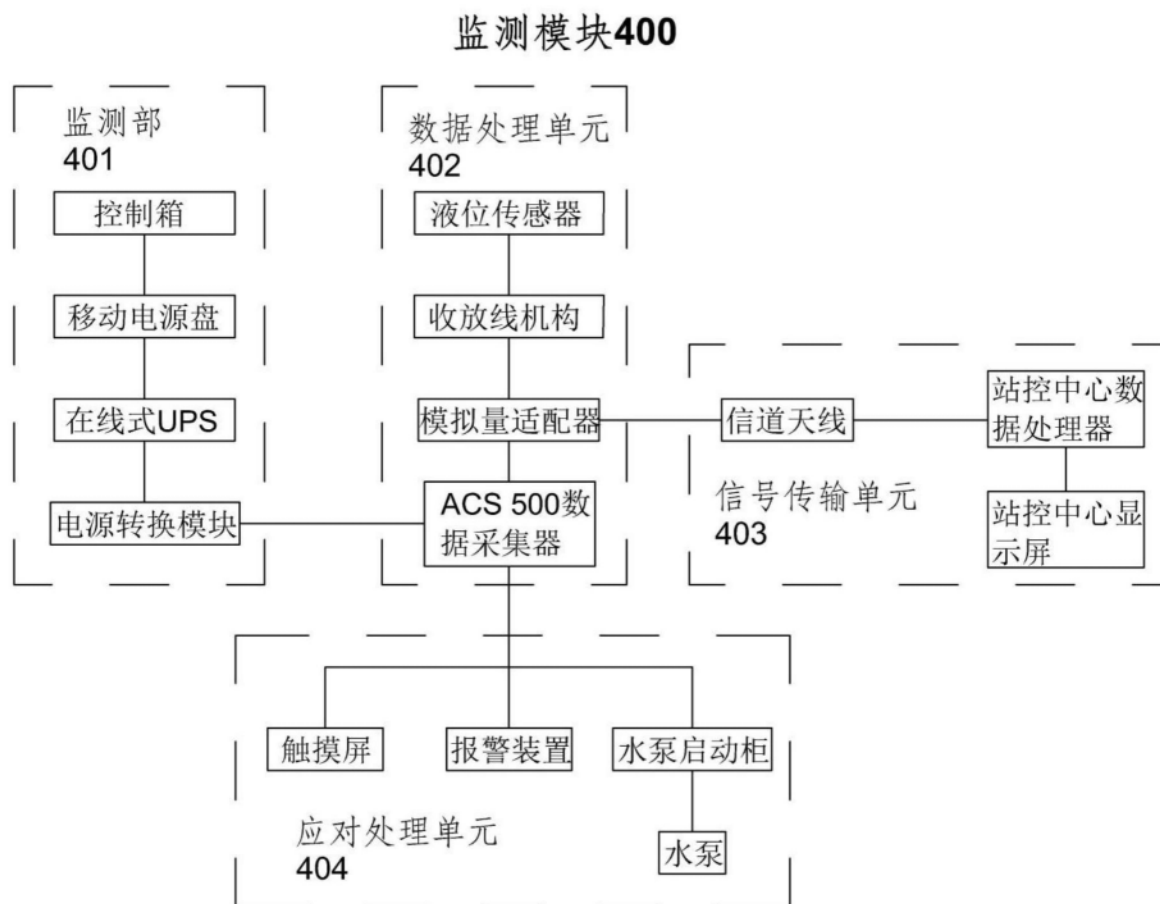 监测模块400
监测部
401
控制箱
移动电源盘
在线式UPS
电源转换模块
数据处理单元
402
液位传感器
收放线机构
模拟量适配器
ACS 500数
据采集器
信道天线
站控中心数
据处理器
站控中心显
示屏
信号传输单元
403
触摸屏
报警装置
水泵启动柜
水泵
应对处理单元
404